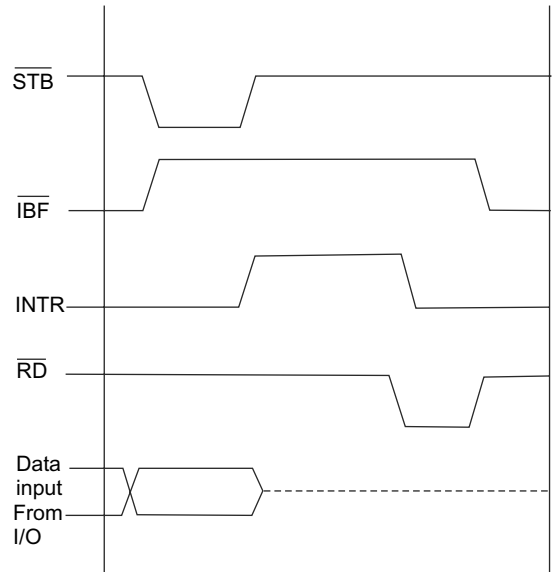 STB
IBF
INTR
RD
Data
input
From
I/O